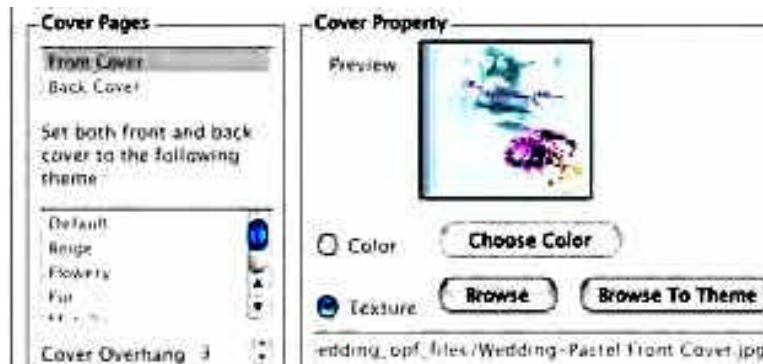 Cover Pages
Front Cover
Back Cover
Set both front and back
cover to the following
theme
Default
Beige
Flowery
Fur
Cover Overhang 3
Cover Property
Preview
Color
Choose Color
Texture
Browse
Browse To Theme
edding_opf_files/Wedding-Pastel Front Cover.jpg